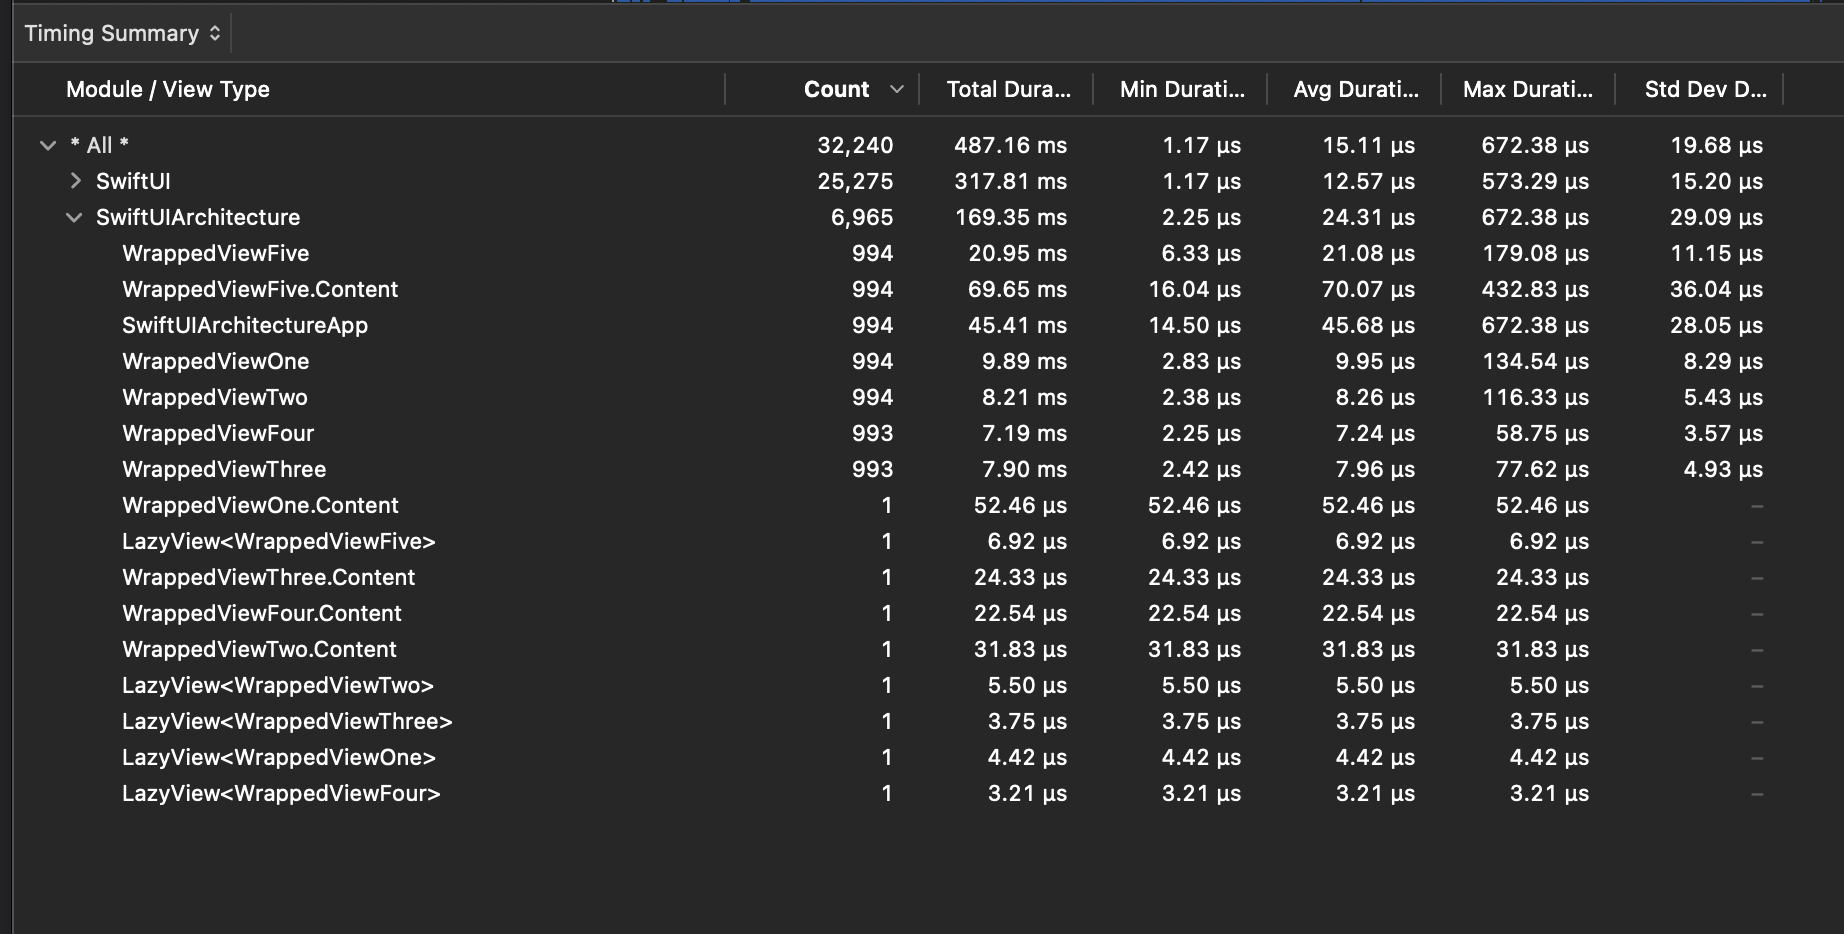 Timing Summary
Module / View Type Count Total Dura... Min Durati... Avg Durati... Max Durati... Std Dev D...
* All * 32,240 487.16 ms 1.17 µs 15.11 µs 672.38 µs 19.68 µs
SwiftUI 25,275 317.81 ms 1.17 µs 12.57 µs 573.29 µs 15.20 µs
SwiftUIArchitecture 6,965 169.35 ms 2.25 µs 24.31 µs 672.38 µs 29.09 µs
WrappedViewFive 994 20.95 ms 6.33 µs 21.08 µs 179.08 µs 11.15 µs
WrappedViewFive.Content 994 69.65 ms 16.04 µs 70.07 µs 432.83 µs 36.04 µs
SwiftUIArchitectureApp 994 45.41 ms 14.50 µs 45.68 µs 672.38 µs 28.05 µs
WrappedViewOne 994 9.89 ms 2.83 µs 9.95 µs 134.54 µs 8.29 µs
WrappedViewTwo 994 8.21 ms 2.38 µs 8.26 µs 116.33 µs 5.43 µs
WrappedViewFour 993 7.19 ms 2.25 µs 7.24 µs 58.75 µs 3.57 µs
WrappedViewThree 993 7.90 ms 2.42 µs 7.96 µs 77.62 µs 4.93 µs
WrappedViewOne.Content 1 52.46 µs 52.46 µs 52.46 µs 52.46 µs –
LazyView<WrappedViewFive> 1 6.92 µs 6.92 µs 6.92 µs 6.92 µs –
WrappedViewThree.Content 1 24.33 µs 24.33 µs 24.33 µs 24.33 µs –
WrappedViewFour.Content 1 22.54 µs 22.54 µs 22.54 µs 22.54 µs –
WrappedViewTwo.Content 1 31.83 µs 31.83 µs 31.83 µs 31.83 µs –
LazyView<WrappedViewTwo> 1 5.50 µs 5.50 µs 5.50 µs 5.50 µs –
LazyView<WrappedViewThree> 1 3.75 µs 3.75 µs 3.75 µs 3.75 µs –
LazyView<WrappedViewOne> 1 4.42 µs 4.42 µs 4.42 µs 4.42 µs –
LazyView<WrappedViewFour> 1 3.21 µs 3.21 µs 3.21 µs 3.21 µs –